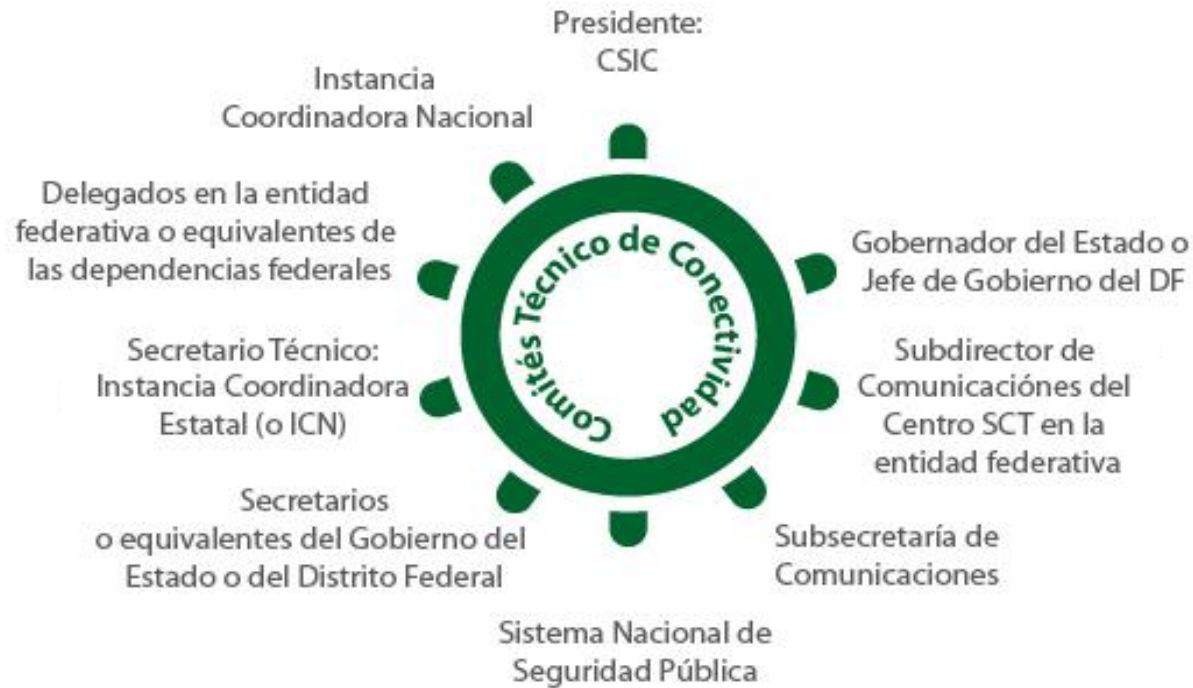 Presidente:
CSIC
Instancia
Coordinadora Nacional
Delegados en la entidad
federativa o equivalentes de
las dependencias federales
Secretario Técnico:
Instancia Coordinadora
Estatal (o ICN)
Secretarios
o equivalentes del Gobierno del
Estado o del Distrito Federal
Sistema Nacional de
Seguridad Pública
Subsecretaría de
Comunicaciones
Subdirector de
Comunicaciónes del
Centro SCT en la
entidad federativa
Gobernador del Estado o
Jefe de Gobierno del DF
Comités Técnico de Conectividad